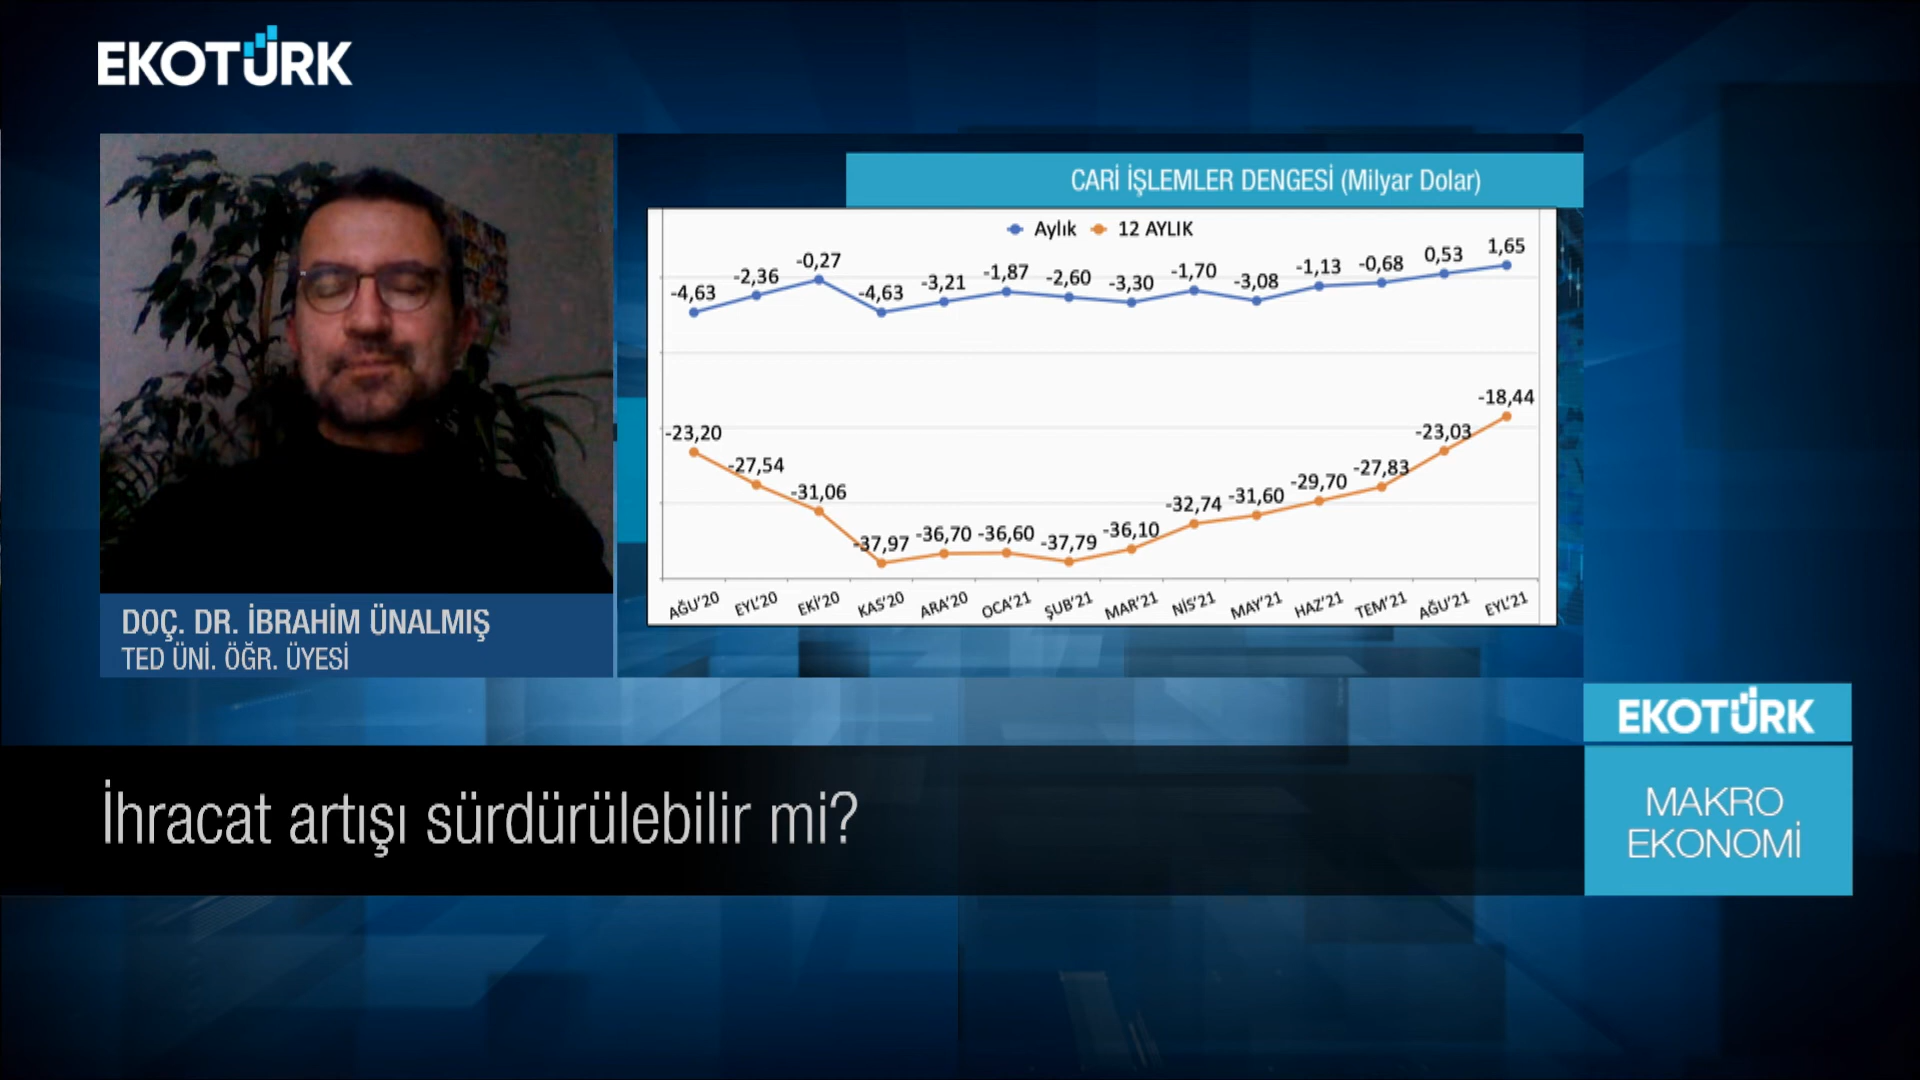 EKOTÜRK
CARİ İŞLEMLER DENGESİ (Milyar Dolar)
Aylık 12 AYLIK
-4,63 -2,36 -0,27 -4,63 -3,21 -1,87 -2,60 -3,30 -1,70 -3,08 -1,13 -0,68 0,53 1,65
-23,20 -27,54 -31,06 -37,97 -36,70 -36,60 -37,79 -36,10 -32,74 -31,60 -29,70 -27,83 -23,03 -18,44
AĞU'20 EYL'20 EKİ'20 KAS'20 ARA'20 OCA'21 ŞUB'21 MAR'21 NİS'21 MAY'21 HAZ'21 TEM'21 AĞU'21 EYL'21
DOÇ. DR. İBRAHİM ÜNALMIŞ
TED ÜNİ. ÖĞR. ÜYESİ
EKOTÜRK
İhracat artışı sürdürülebilir mi?
MAKRO
EKONOMİ